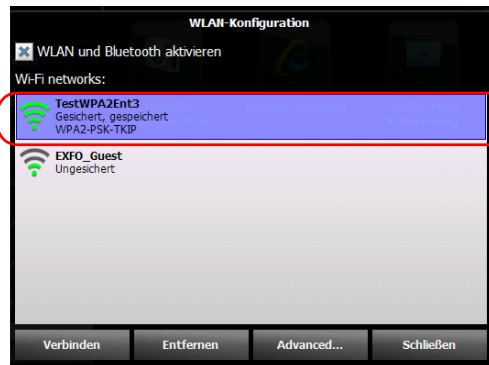 WLAN-Konfiguration
WLAN und Bluetooth aktivieren
Wi-Fi networks:
TestWPA2Ent3
Gesichert, gespeichert
WPA2-PSK-TKIP
EXFO_Guest
Ungesichert
Verbinden Entfernen Advanced... Schließen